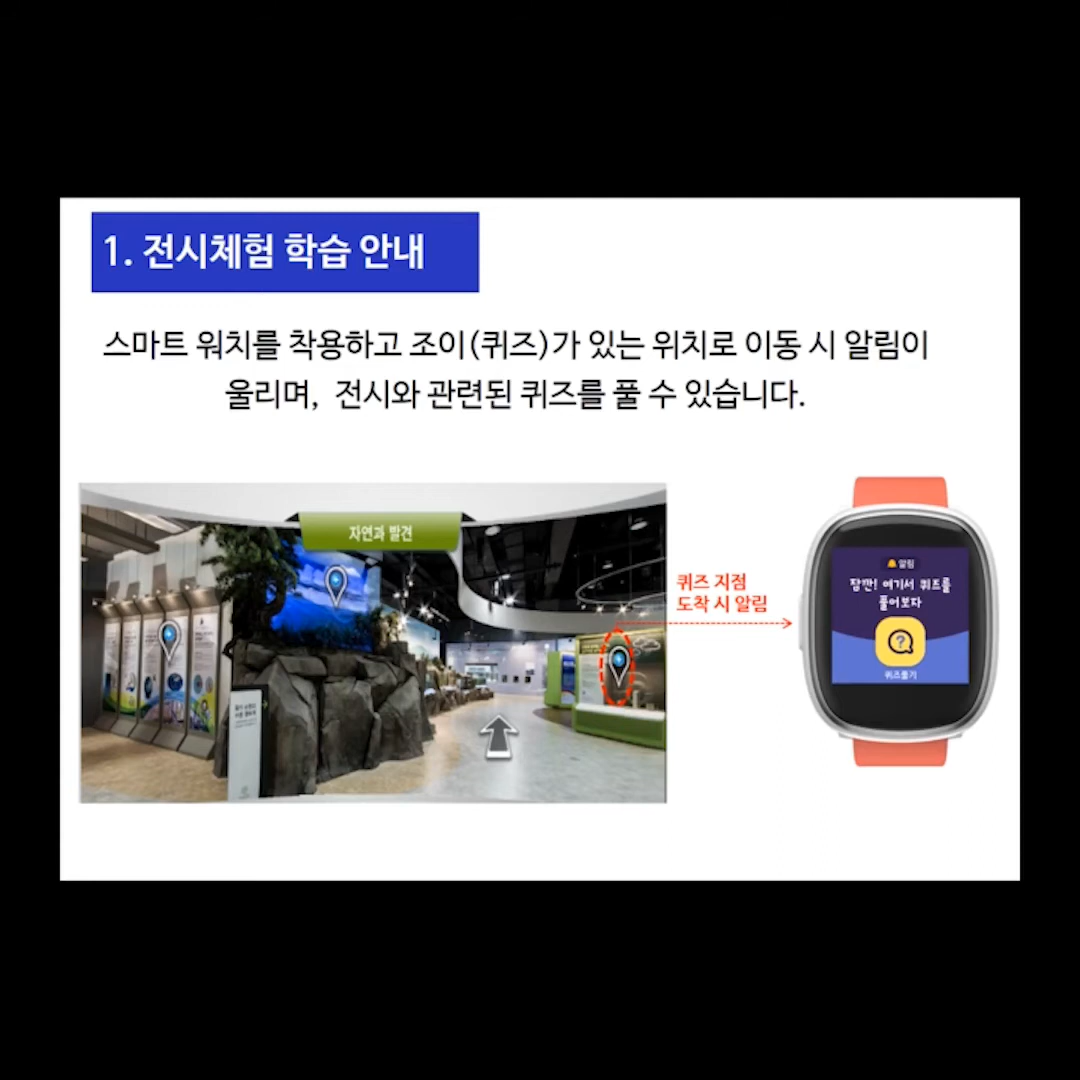 1. 전시체험 학습 안내
스마트 워치를 착용하고 조이(퀴즈)가 있는 위치로 이동 시 알림이
울리며, 전시와 관련된 퀴즈를 풀 수 있습니다.
자연과 발견
퀴즈 지점
도착 시 알림
알림
잠깐! 여기서 퀴즈를
풀어보자
퀴즈풀기